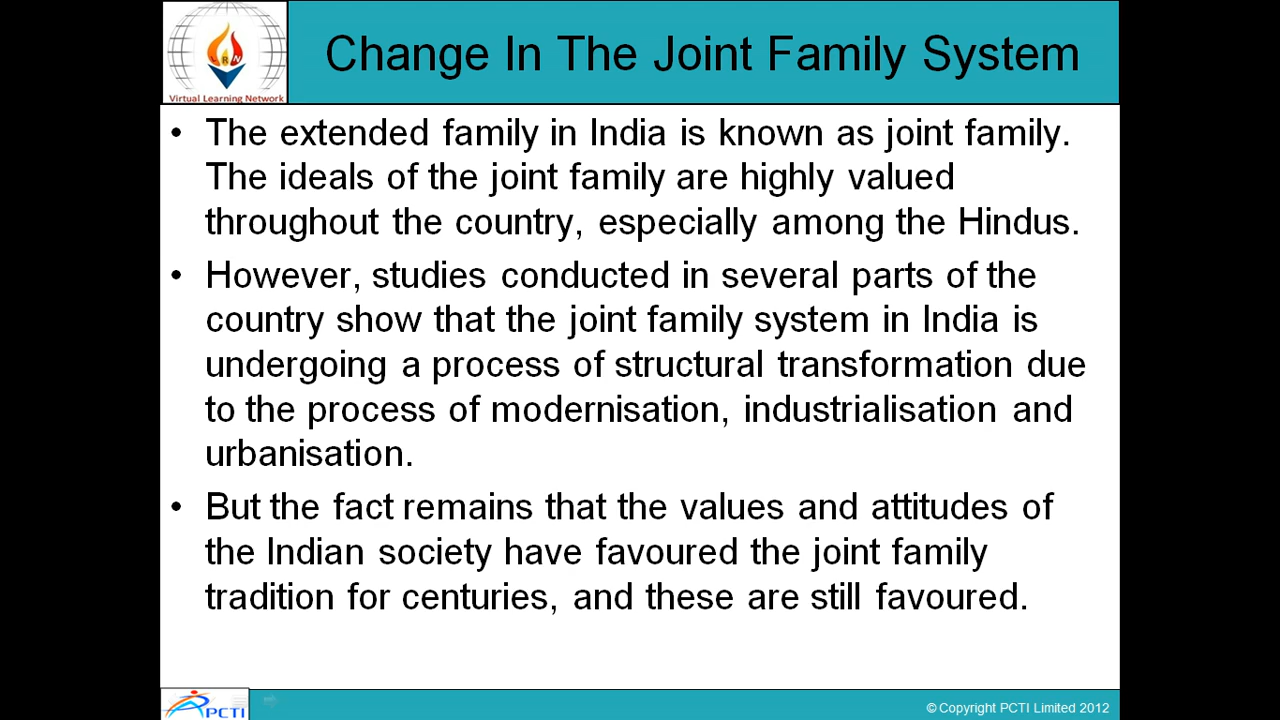 Change In The Joint Family System
Virtual Learning Network
• The extended family in India is known as joint family.
The ideals of the joint family are highly valued
throughout the country, especially among the Hindus.
• However, studies conducted in several parts of the
country show that the joint family system in India is
undergoing a process of structural transformation due
to the process of modernisation, industrialisation and
urbanisation.
• But the fact remains that the values and attitudes of
the Indian society have favoured the joint family
tradition for centuries, and these are still favoured.
PCTI
© Copyright PCTI Limited 2012